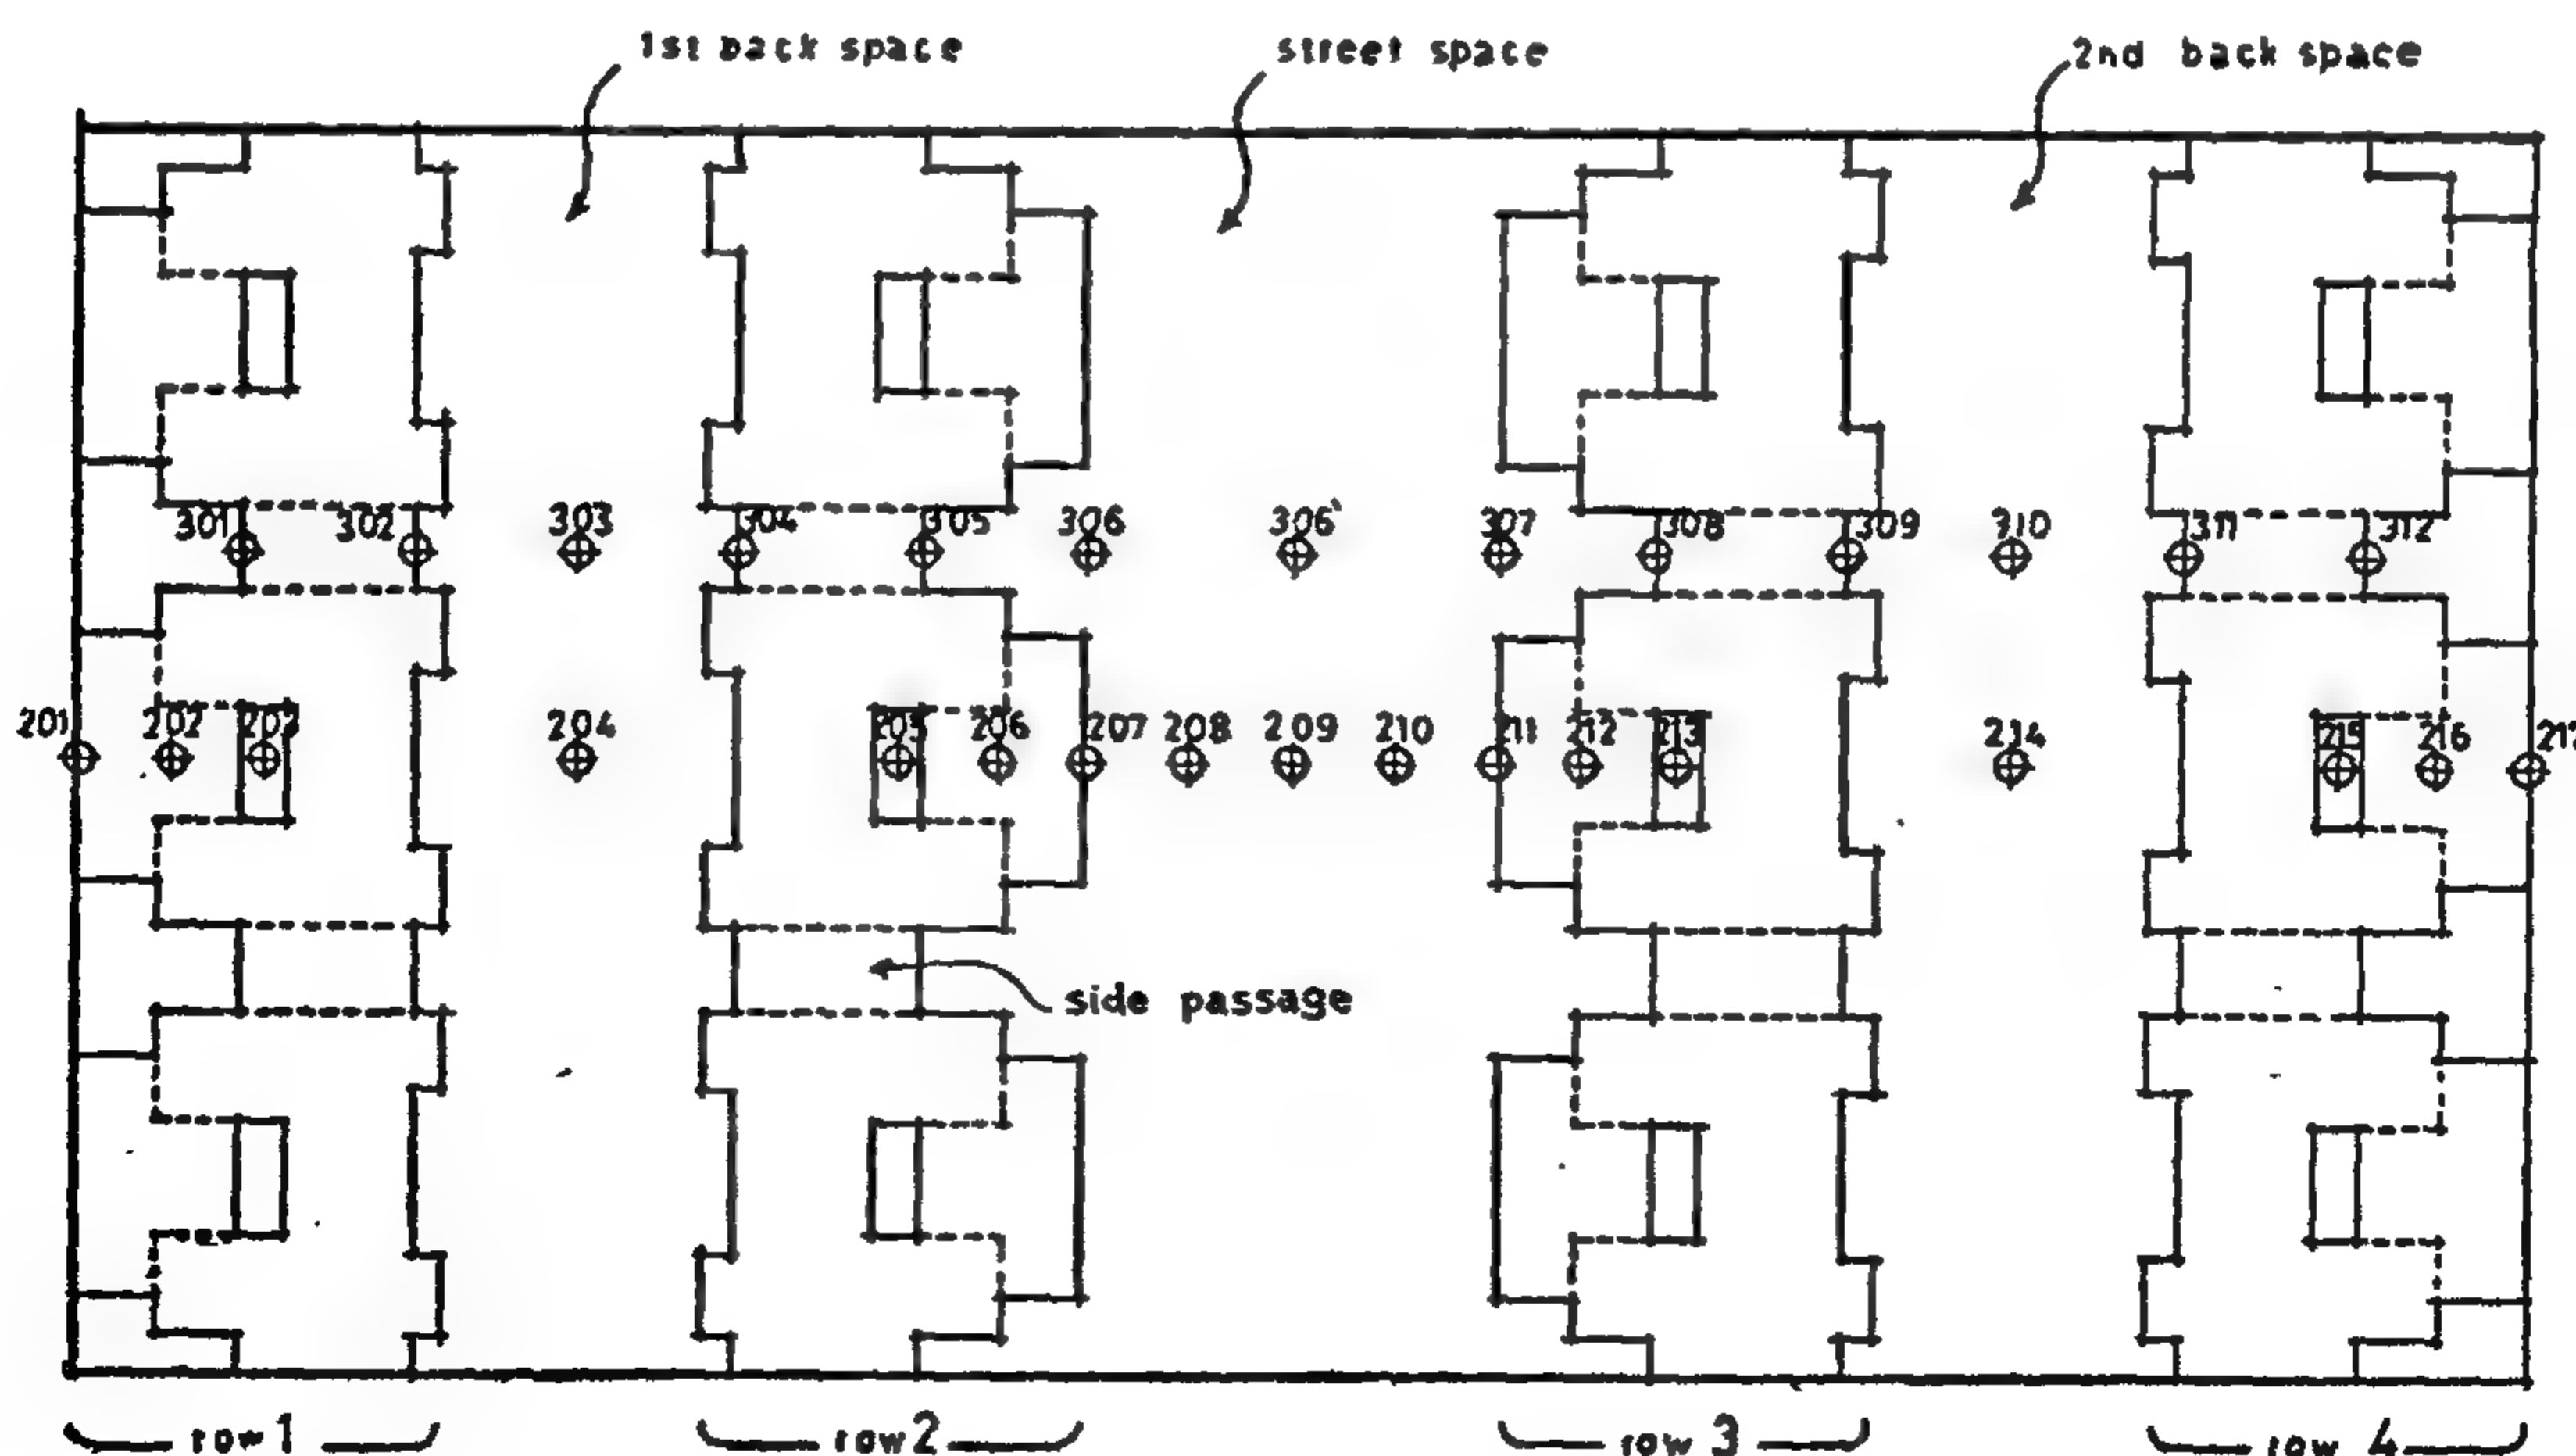 1st back space street space 2nd back space
301 302 303 304 305 306 306' 307 308 309 310 311 312
201 202 203 204 205 206 207 208 209 210 211 212 213 214 215 216 217
side passage
row 1 row 2 row 3 row 4